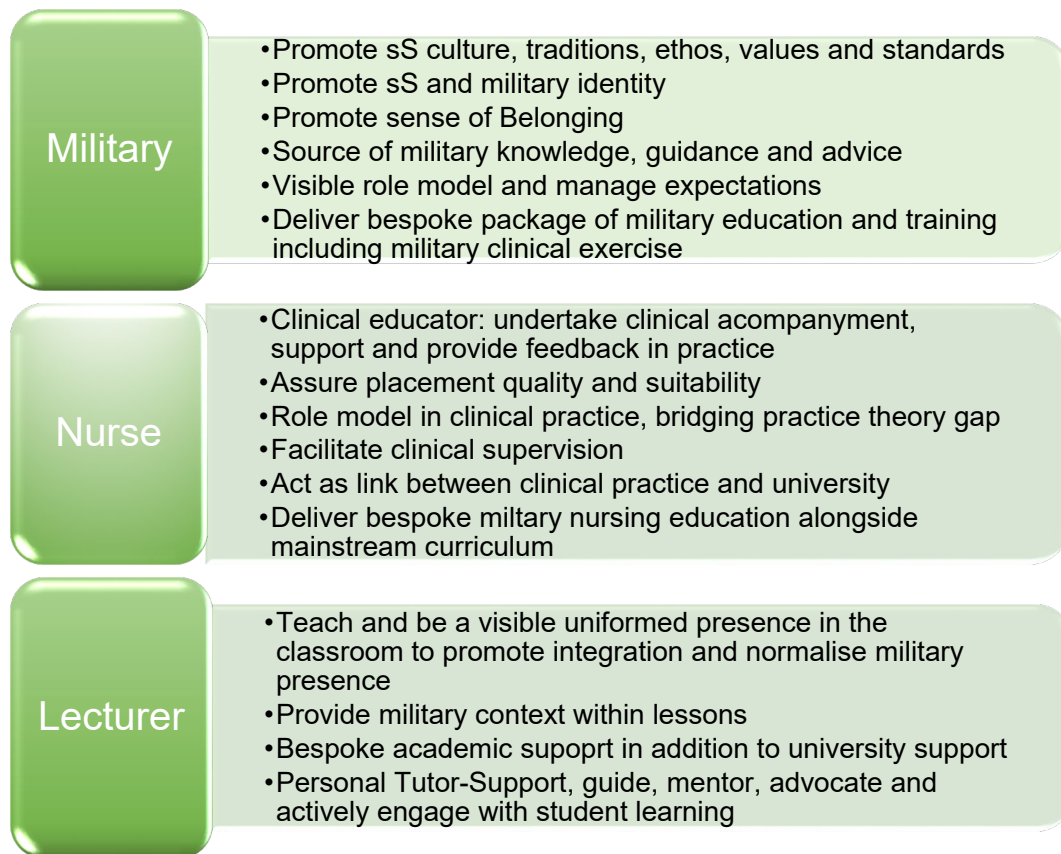 Military
•Promote sS culture, traditions, ethos, values and standards
•Promote sS and military identity
•Promote sense of Belonging
•Source of military knowledge, guidance and advice
•Visible role model and manage expectations
•Deliver bespoke package of military education and training
including military clinical exercise
Nurse
•Clinical educator: undertake clinical acompanyment,
support and provide feedback in practice
•Assure placement quality and suitability
•Role model in clinical practice, bridging practice theory gap
•Facilitate clinical supervision
•Act as link between clinical practice and university
•Deliver bespoke miltary nursing education alongside
mainstream curriculum
Lecturer
•Teach and be a visible uniformed presence in the
classroom to promote integration and normalise military
presence
•Provide military context within lessons
•Bespoke academic supoprt in addition to university support
•Personal Tutor-Support, guide, mentor, advocate and
actively engage with student learning